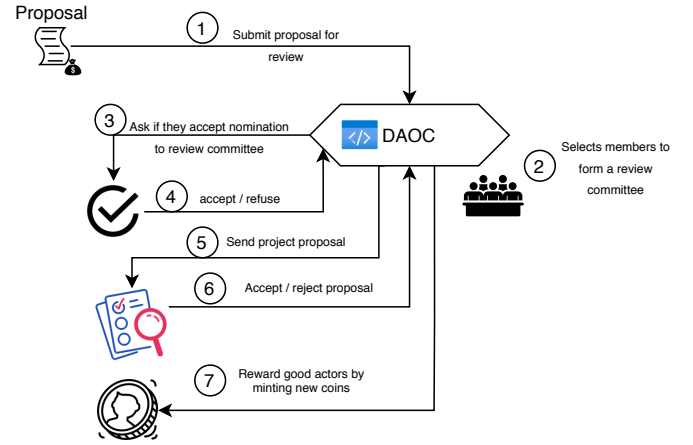 Proposal
1
Submit proposal for
review
$
3
Ask if they accept nomination
to review committee
</> DAOC
2
Selects members to
form a review
committee
4
accept / refuse
5
Send project proposal
6
Accept / reject proposal
7
Reward good actors by
minting new coins